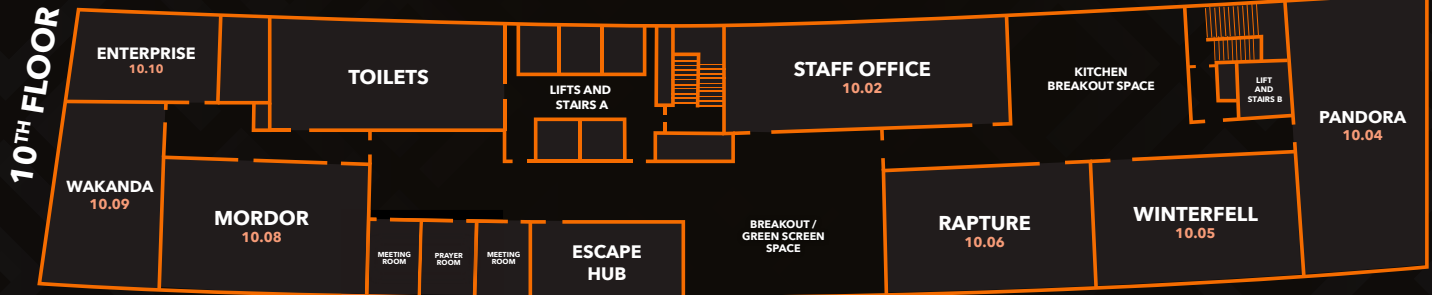 10TH FLOOR
ENTERPRISE
10.10
TOILETS
LIFTS AND
STAIRS A
STAFF OFFICE
10.02
KITCHEN
BREAKOUT SPACE
LIFT
AND
STAIRS B
PANDORA
10.04
WAKANDA
10.09
MORDOR
10.08
MEETING
ROOM
PRAYER
ROOM
MEETING
ROOM
ESCAPE
HUB
BREAKOUT /
GREEN SCREEN
SPACE
RAPTURE
10.06
WINTERFELL
10.05